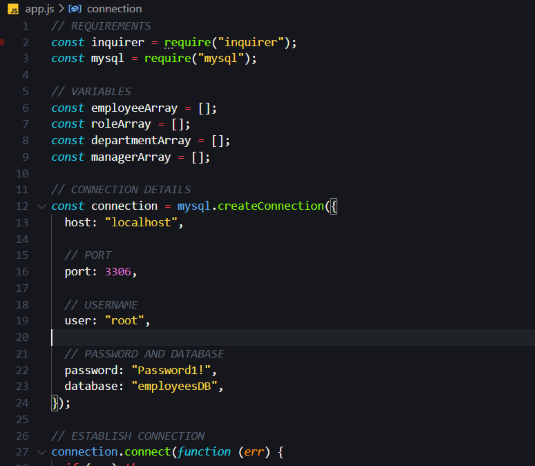 JS app.js > connection
1 // REQUIREMENTS
2 const inquirer = require("inquirer");
3 const mysql = require("mysql");
4
5 // VARIABLES
6 const employeeArray = [];
7 const roleArray = [];
8 const departmentArray = [];
9 const managerArray = [];
10
11 // CONNECTION DETAILS
12 const connection = mysql.createConnection({
13 host: "localhost",
14
15 // PORT
16 port: 3306,
17
18 // USERNAME
19 user: "root",
20
21 // PASSWORD AND DATABASE
22 password: "Password1!",
23 database: "employeesDB",
24 });
25
26 // ESTABLISH CONNECTION
27 connection.connect(function (err) {